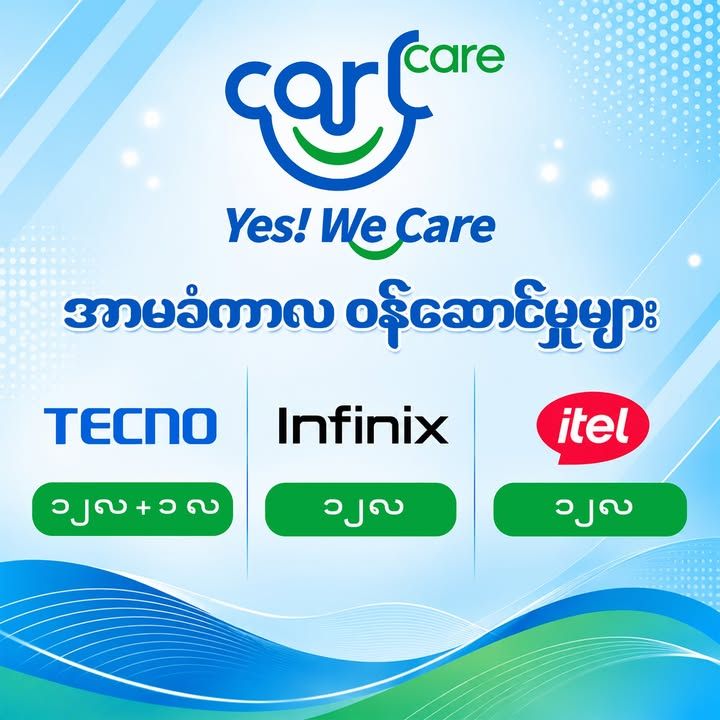 carl care
Yes! We Care
အာမခံကာလ ဝန်ဆောင်မှုများ
TECNO
Infinix
itel
၁၂လ + ၁ လ
၁၂လ
၁၂လ